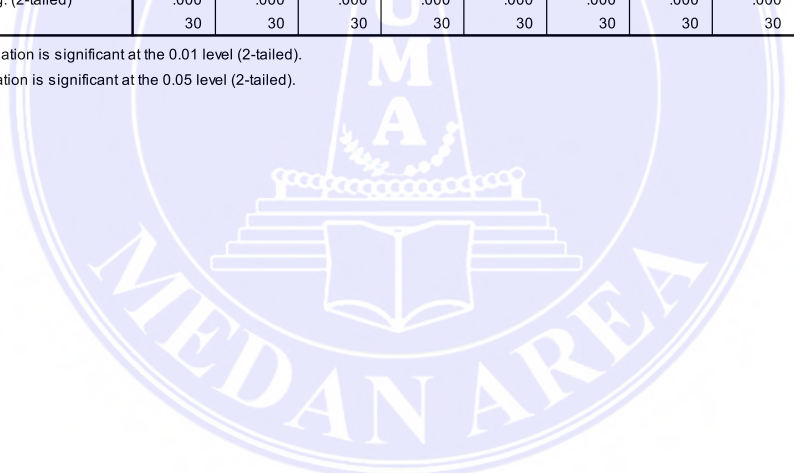 g. (2-tailed) .000 .000 .000 .000 .000 .000 .000 .000
30 30 30 30 30 30 30 30
ation is significant at the 0.01 level (2-tailed).
ation is significant at the 0.05 level (2-tailed).
U
M
A
MEDAN AREA